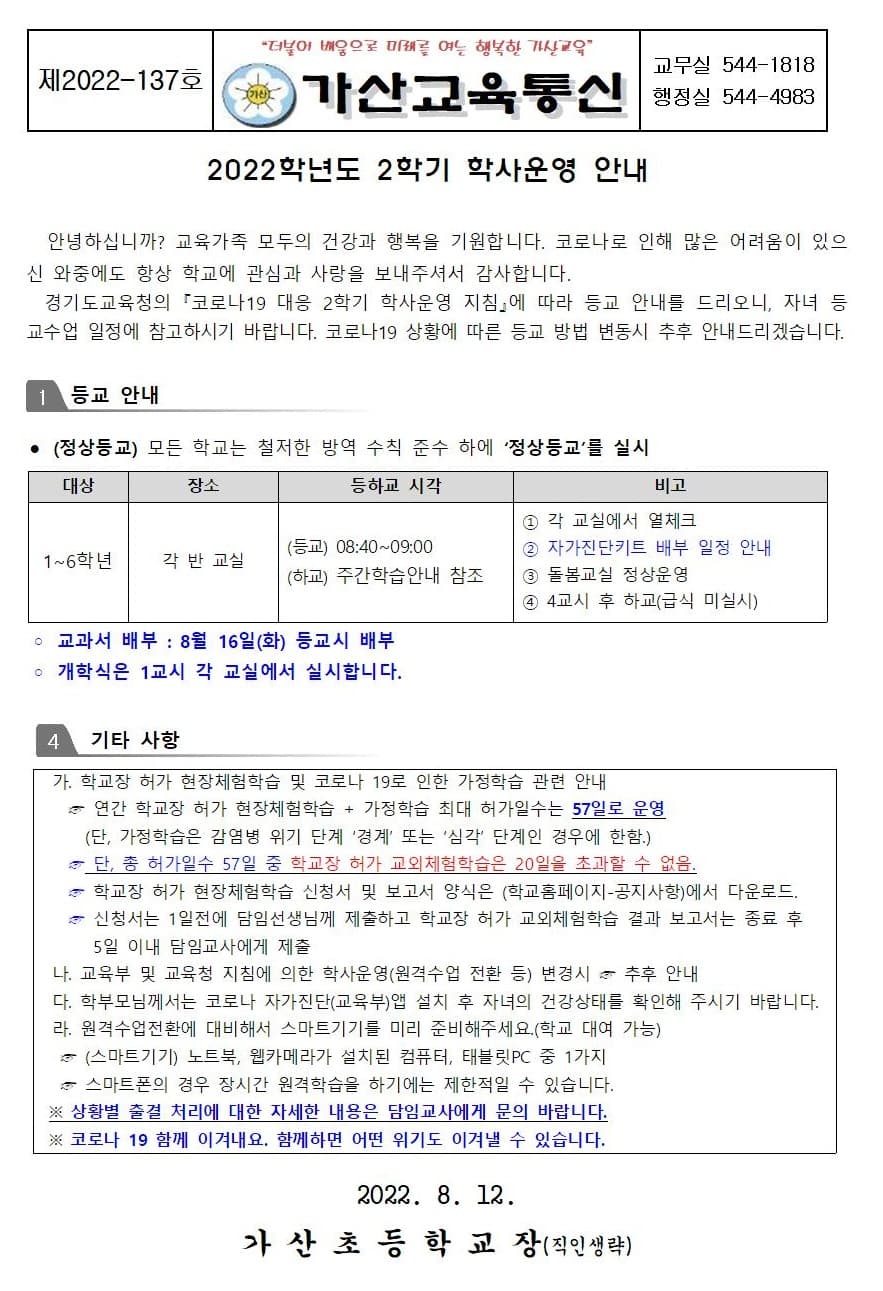 제2022-137호
“더불어 배움으로 미래를 여는 행복한 가산교육”
가산
가산교육통신
교무실 544-1818
행정실 544-4983
2022학년도 2학기 학사운영 안내
안녕하십니까? 교육가족 모두의 건강과 행복을 기원합니다. 코로나로 인해 많은 어려움이 있으
신 와중에도 항상 학교에 관심과 사랑을 보내주셔서 감사합니다.
경기도교육청의 『코로나19 대응 2학기 학사운영 지침』에 따라 등교 안내를 드리오니, 자녀 등
교수업 일정에 참고하시기 바랍니다. 코로나19 상황에 따른 등교 방법 변동시 추후 안내드리겠습니다.
1 등교 안내
● (정상등교) 모든 학교는 철저한 방역 수칙 준수 하에 ‘정상등교’를 실시
대상 장소 등하교 시각 비고
1~6학년
각 반 교실
(등교) 08:40~09:00
(하교) 주간학습안내 참조
① 각 교실에서 열체크
② 자가진단키트 배부 일정 안내
③ 돌봄교실 정상운영
④ 4교시 후 하교(급식 미실시)
○ 교과서 배부 : 8월 16일(화) 등교시 배부
○ 개학식은 1교시 각 교실에서 실시합니다.
4 기타 사항
가. 학교장 허가 현장체험학습 및 코로나 19로 인한 가정학습 관련 안내
☞ 연간 학교장 허가 현장체험학습 + 가정학습 최대 허가일수는 57일로 운영
(단, 가정학습은 감염병 위기 단계 ‘경계’ 또는 ‘심각’ 단계인 경우에 한함.)
☞ 단, 총 허가일수 57일 중 학교장 허가 교외체험학습은 20일을 초과할 수 없음.
☞ 학교장 허가 현장체험학습 신청서 및 보고서 양식은 (학교홈페이지-공지사항)에서 다운로드.
☞ 신청서는 1일전에 담임선생님께 제출하고 학교장 허가 교외체험학습 결과 보고서는 종료 후
5일 이내 담임교사에게 제출
나. 교육부 및 교육청 지침에 의한 학사운영(원격수업 전환 등) 변경시 ☞ 추후 안내
다. 학부모님께서는 코로나 자가진단(교육부)앱 설치 후 자녀의 건강상태를 확인해 주시기 바랍니다.
라. 원격수업전환에 대비해서 스마트기기를 미리 준비해주세요.(학교 대여 가능)
☞ (스마트기기) 노트북, 웹카메라가 설치된 컴퓨터, 태블릿PC 중 1가지
☞ 스마트폰의 경우 장시간 원격학습을 하기에는 제한적일 수 있습니다.
※ 상황별 출결 처리에 대한 자세한 내용은 담임교사에게 문의 바랍니다.
※ 코로나 19 함께 이겨내요. 함께하면 어떤 위기도 이겨낼 수 있습니다.
2022. 8. 12.
가 산 초 등 학 교 장(직인생략)